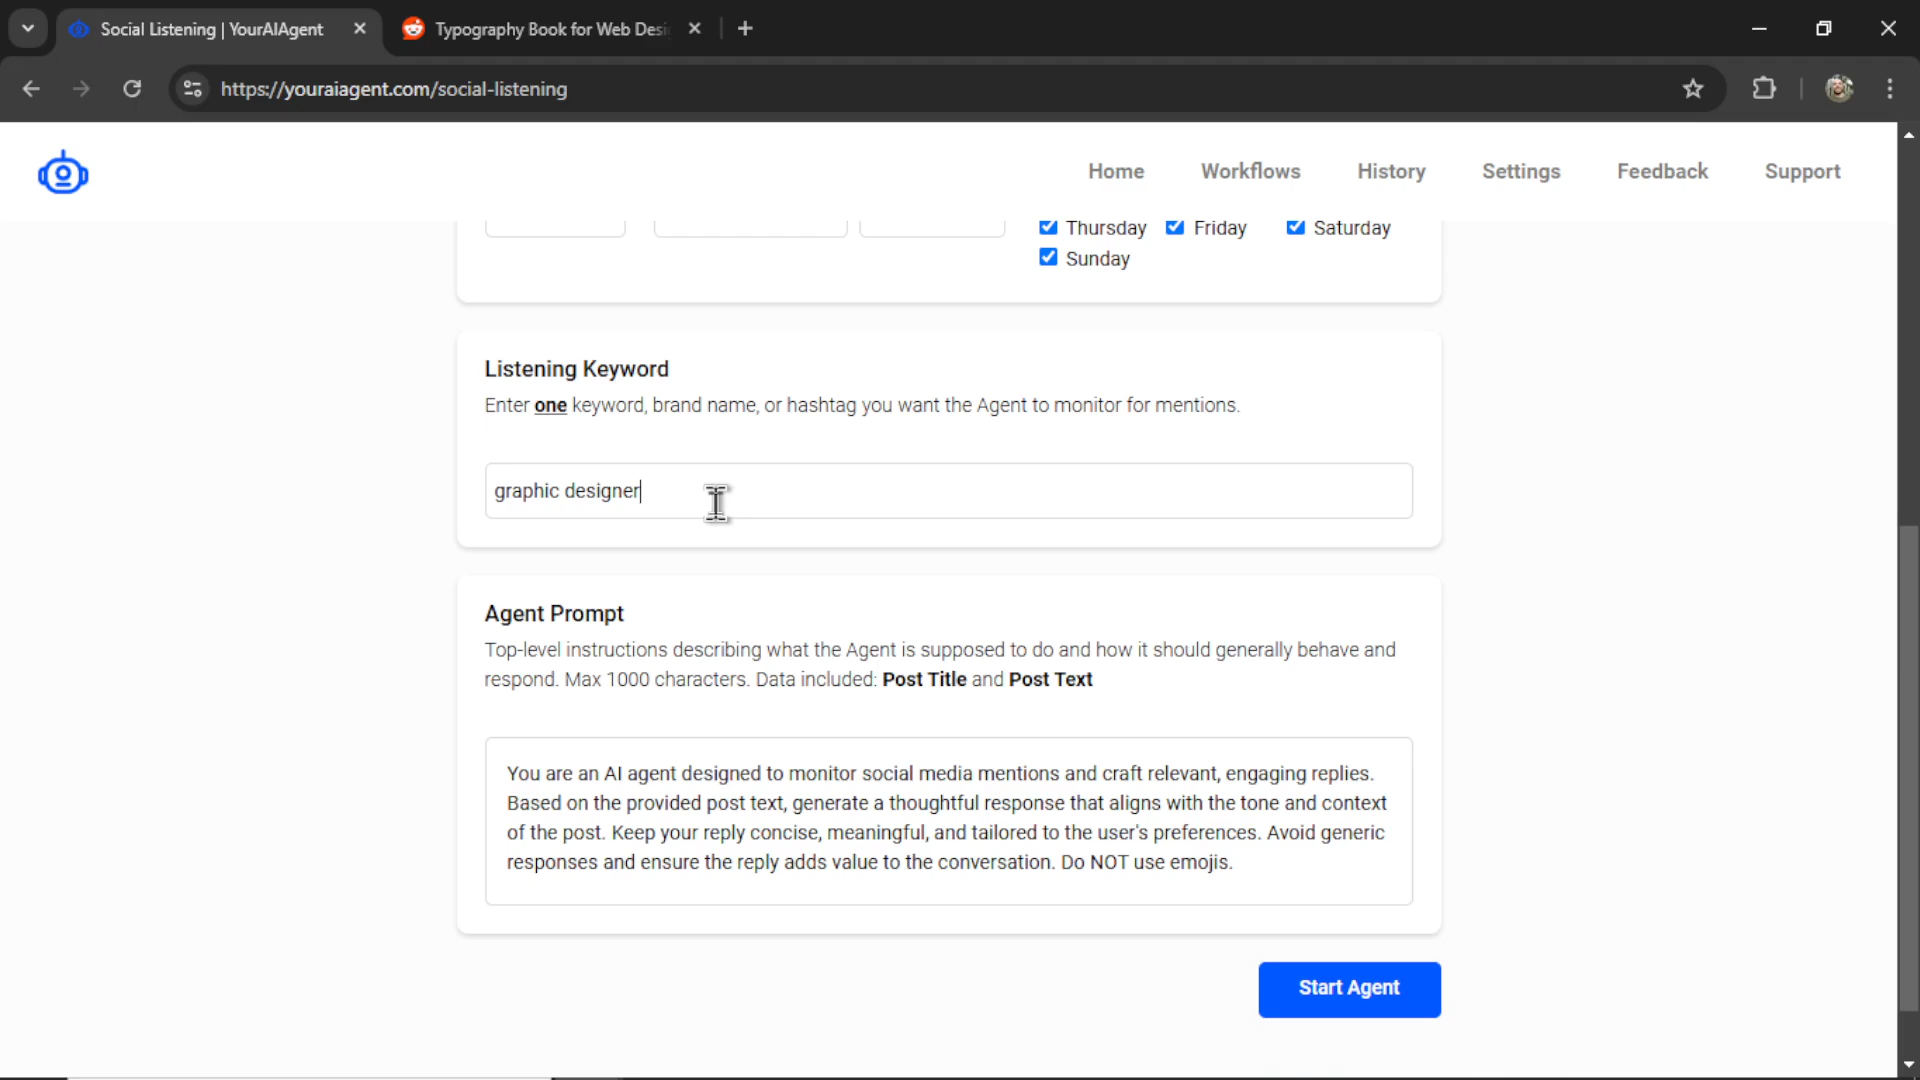 Social Listening | YourAIAgent
Typography Book for Web Desi
https://youraiagent.com/social-listening
Home Workflows History Settings Feedback Support
Thursday Friday Saturday
Sunday
Listening Keyword
Enter one keyword, brand name, or hashtag you want the Agent to monitor for mentions.
graphic designer
Agent Prompt
Top-level instructions describing what the Agent is supposed to do and how it should generally behave and
respond. Max 1000 characters. Data included: Post Title and Post Text
You are an AI agent designed to monitor social media mentions and craft relevant, engaging replies.
Based on the provided post text, generate a thoughtful response that aligns with the tone and context
of the post. Keep your reply concise, meaningful, and tailored to the user's preferences. Avoid generic
responses and ensure the reply adds value to the conversation. Do NOT use emojis.
Start Agent